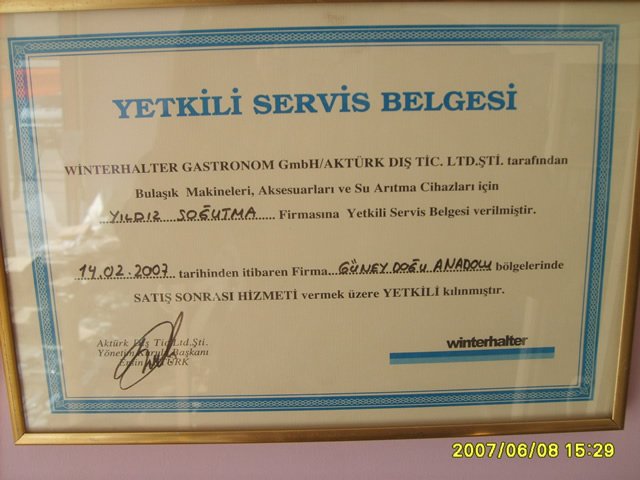 YETKİLİ SERVİS BELGESİ
WİNTERHALTER GASTRONOM GmbH/AKTÜRK DIŞ TİC. LTD.ŞTİ. tarafından
Bulaşık Makineleri, Aksesuarları ve Su Arıtma Cihazları için
YILDIZ SOĞUTMA Firmasına Yetkili Servis Belgesi verilmiştir.
14.02.2007 tarihinden itibaren Firma GÜNEY DOĞU ANADOLU bölgelerinde
SATIŞ SONRASI HİZMETİ vermek üzere YETKİLİ kılınmıştır.
Aktürk Dış Tic.Ltd.Şti.
Yönetim Kurulu Başkanı
winterhalter
2007/06/08 15:29